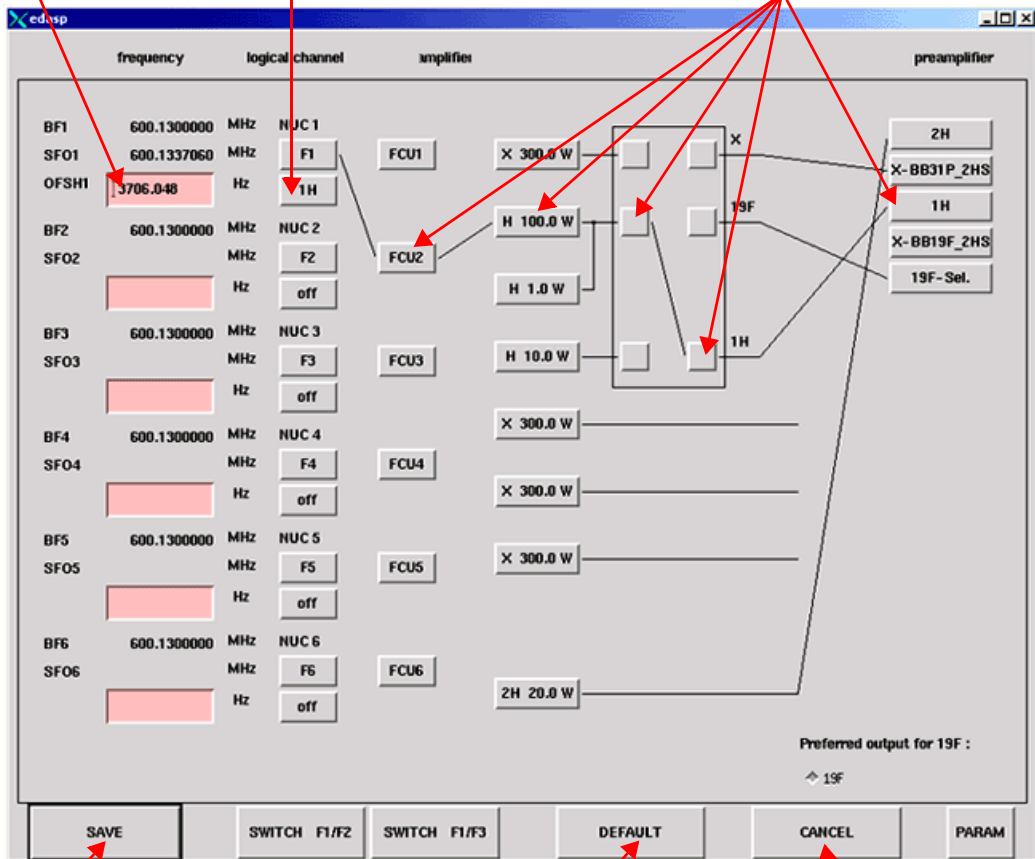 edasp
frequency logical channel amplifier preamplifier
BF1 600.1300000 MHz NUC 1
SFO1 600.1337060 MHz F1 FCU1 X 300.0 W X 2H
OFSH1 3706.048 Hz 1H X-BB31P_2HS
H 100.0 W 19F 1H
BF2 600.1300000 MHz NUC 2
SFO2 MHz F2 FCU2 X-BB19F_2HS
Hz off H 1.0 W 19F-Sel.
BF3 600.1300000 MHz NUC 3
SFO3 MHz F3 FCU3 H 10.0 W 1H
Hz off
X 300.0 W
BF4 600.1300000 MHz NUC 4
SFO4 MHz F4 FCU4
Hz off X 300.0 W
BF5 600.1300000 MHz NUC 5
SFO5 MHz F5 FCU5 X 300.0 W
Hz off
BF6 600.1300000 MHz NUC 6
SFO6 MHz F6 FCU6
Hz off 2H 20.0 W
Preferred output for 19F :
19F
SAVE SWITCH F1/F2 SWITCH F1/F3 DEFAULT CANCEL PARAM